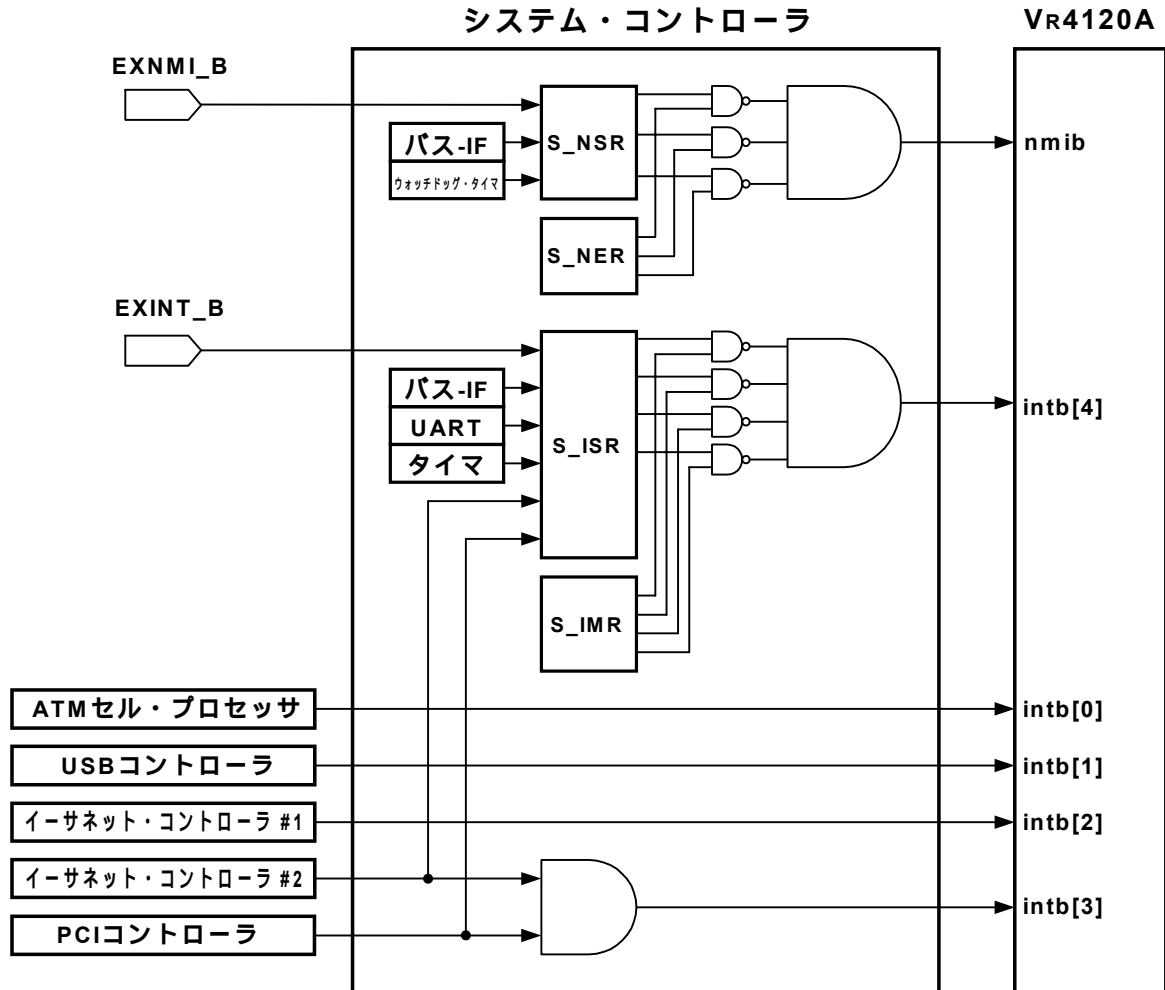 システム・コントローラ
VR4120A
EXNMI_B
バス-IF
ウォッチドッグ・タイマ
S_NSR
S_NER
nmib
EXINT_B
バス-IF
UART
タイマ
S_ISR
S_IMR
intb[4]
ATMセル・プロセッサ
intb[0]
USBコントローラ
intb[1]
イーサネット・コントローラ #1
intb[2]
イーサネット・コントローラ #2
PCIコントローラ
intb[3]